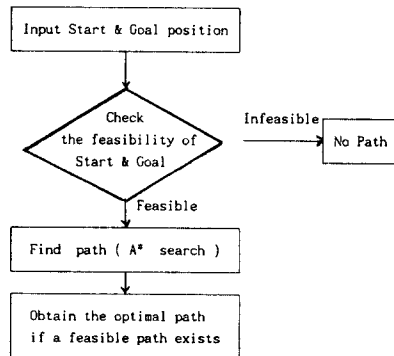 Input Start & Goal position
Check
the feasibility of
Start & Goal
Infeasible
No Path
Feasible
Find path ( A* search )
Obtain the optimal path
if a feasible path exists